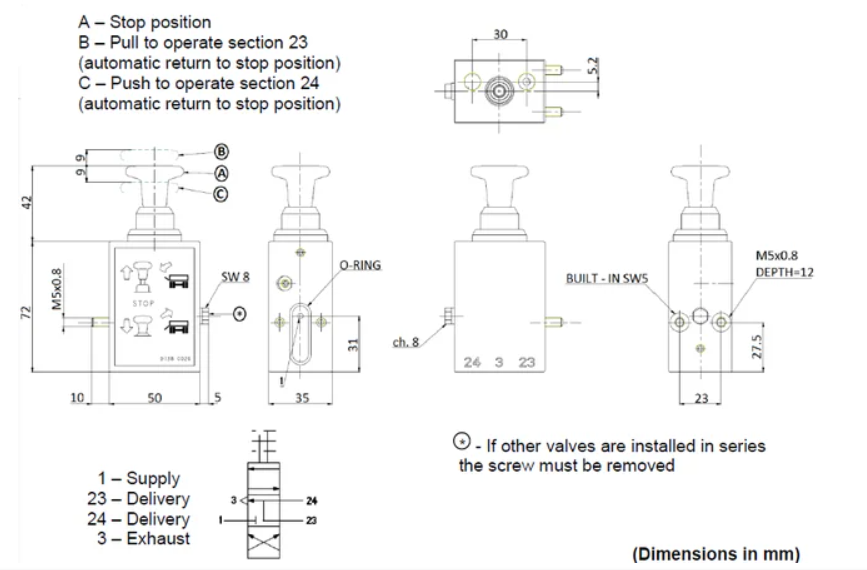 A – Stop position
B – Pull to operate section 23
(automatic return to stop position)
C – Push to operate section 24
(automatic return to stop position)
30
5.2
9
9
B
A
C
42
72
M5x0.8
STOP
SW 8
*
10
50
5
O-RING
31
1
35
ch. 8
24 3 23
BUILT - IN SW5
M5x0.8
DEPTH=12
27.5
23
* - If other valves are installed in series
the screw must be removed
1 – Supply
23 – Delivery
24 – Delivery
3 – Exhaust
3
24
1
23
(Dimensions in mm)